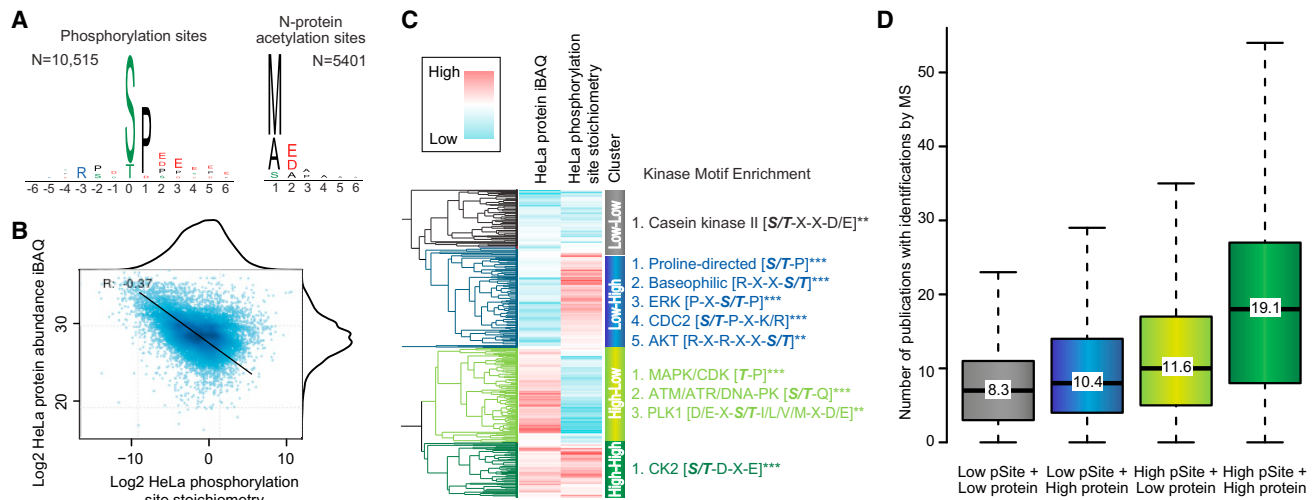 A
Phosphorylation sites
N=10,515
S
T
P
R
-6 -5 -4 -3 -2 -1 0 1 2 3 4 5 6
N-protein
acetylation sites
N=5401
M
A
S
E
D
A
1 2 3 4 5 6
B
R: -0.37
Log2 HeLa protein abundance iBAQ
30
20
-10 0 10
Log2 HeLa phosphorylation
site stoichiometry
C
High
Low
HeLa protein iBAQ
HeLa phosphorylation
site stoichiometry
Cluster
Kinase Motif Enrichment
Low-Low
1. Casein kinase II [S/T-X-X-D/E]**
Low-High
1. Proline-directed [S/T-P]***
2. Baseophilic [R-X-X-S/T]***
3. ERK [P-X-S/T-P]***
4. CDC2 [S/T-P-X-K/R]***
5. AKT [R-X-R-X-X-S/T]**
High-Low
1. MAPK/CDK [T-P]***
2. ATM/ATR/DNA-PK [S/T-Q]***
3. PLK1 [D/E-X-S/T-I/L/V/M-X-D/E]**
High-High
1. CK2 [S/T-D-X-E]***
D
Number of publications with identifications by MS
50
40
30
20
10
0
8.3
10.4
11.6
19.1
Low pSite +
Low protein
Low pSite +
High protein
High pSite +
Low protein
High pSite +
High protein